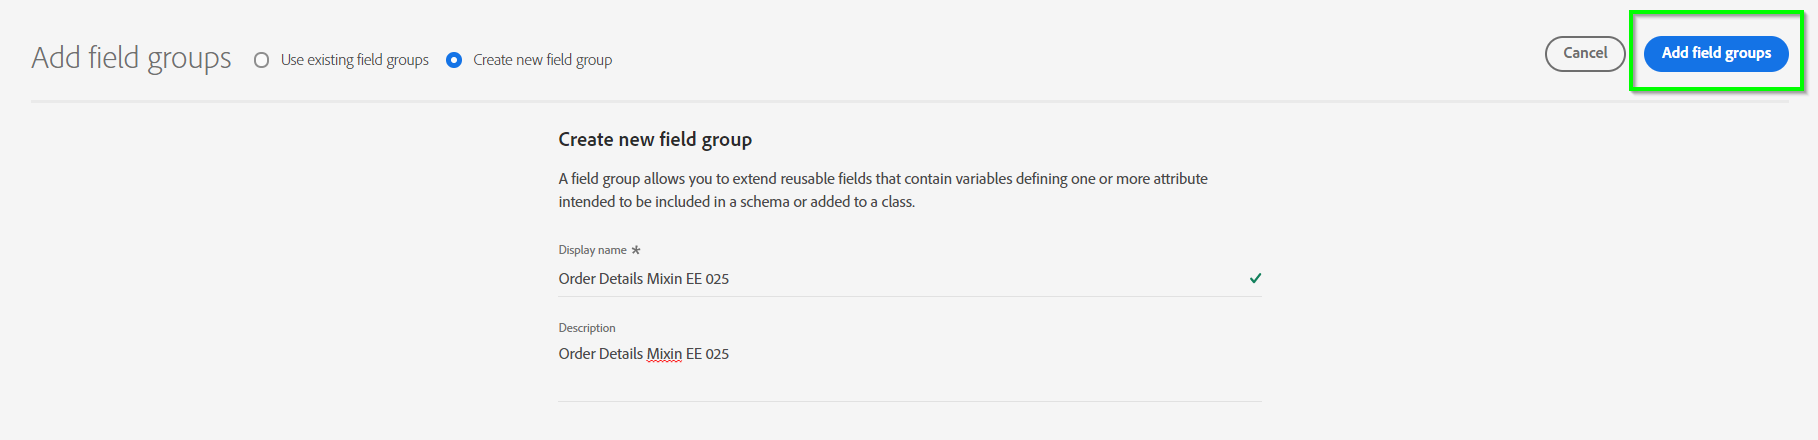 Add field groups
Use existing field groups
Create new field group
Cancel
Add field groups
Create new field group
A field group allows you to extend reusable fields that contain variables defining one or more attribute
intended to be included in a schema or added to a class.
Display name *
Order Details Mixin EE 025
Description
Order Details Mixin EE 025